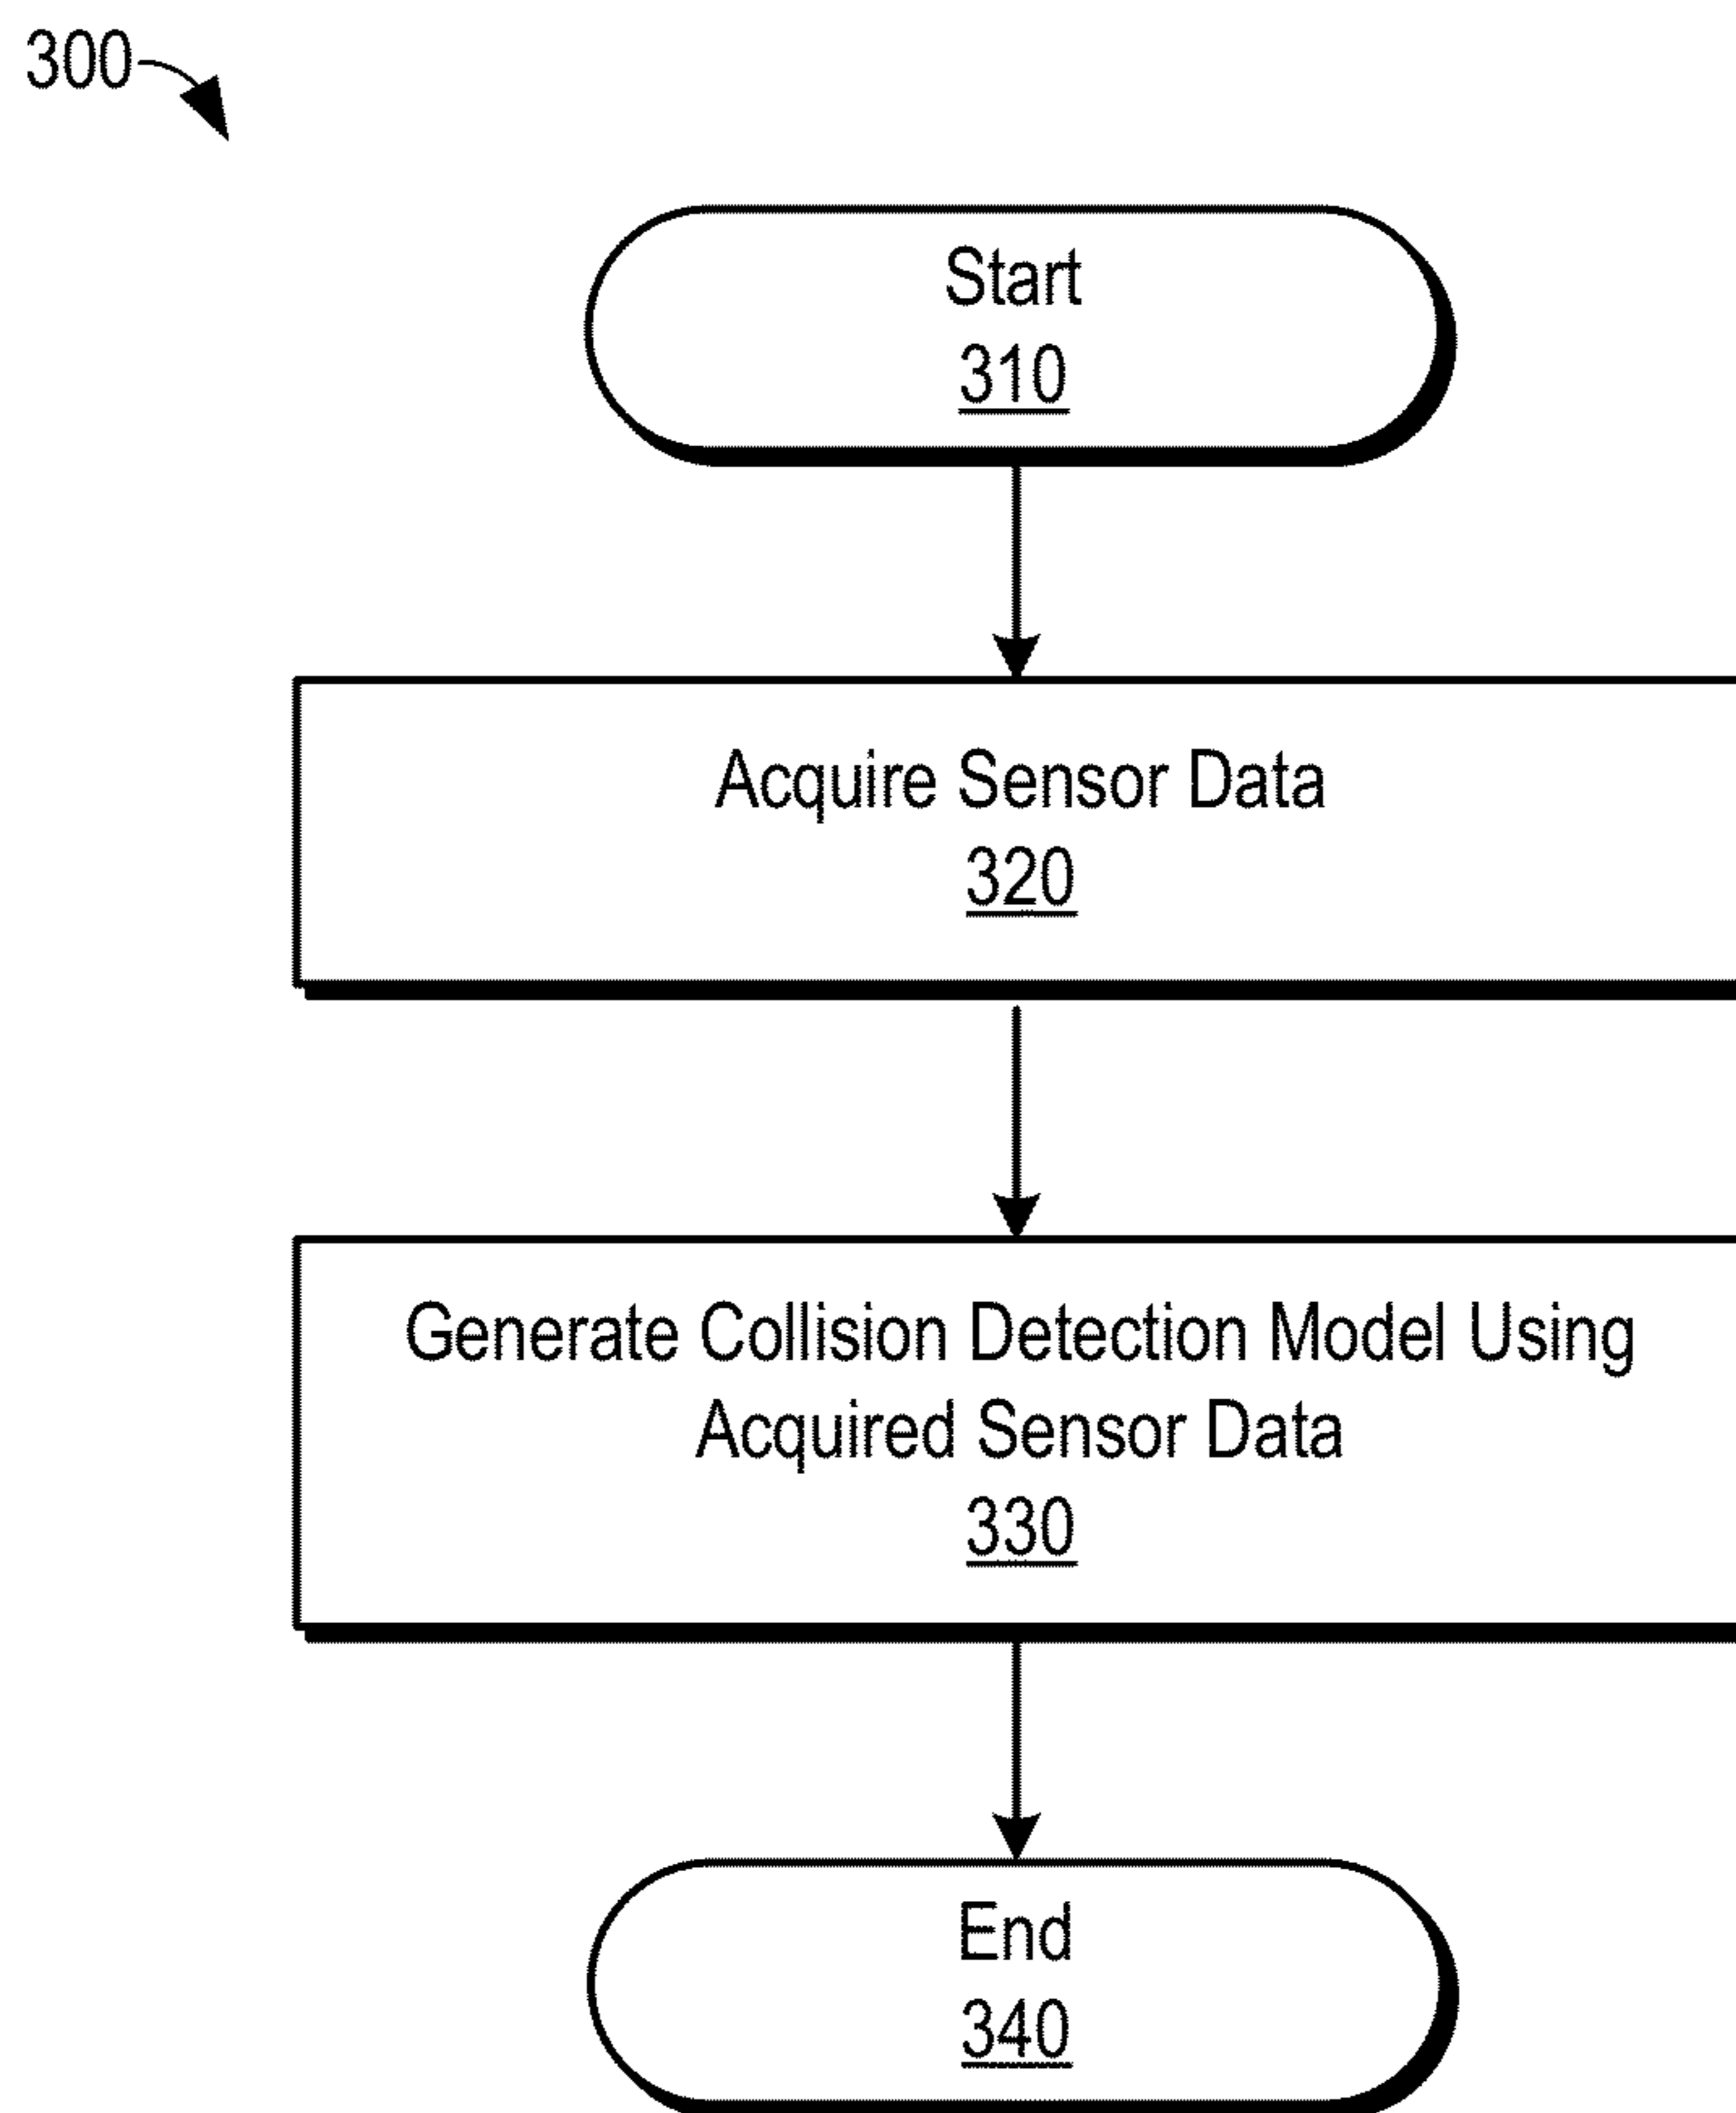 300
Start
310
Acquire Sensor Data
320
Generate Collision Detection Model Using
Acquired Sensor Data
330
End
340